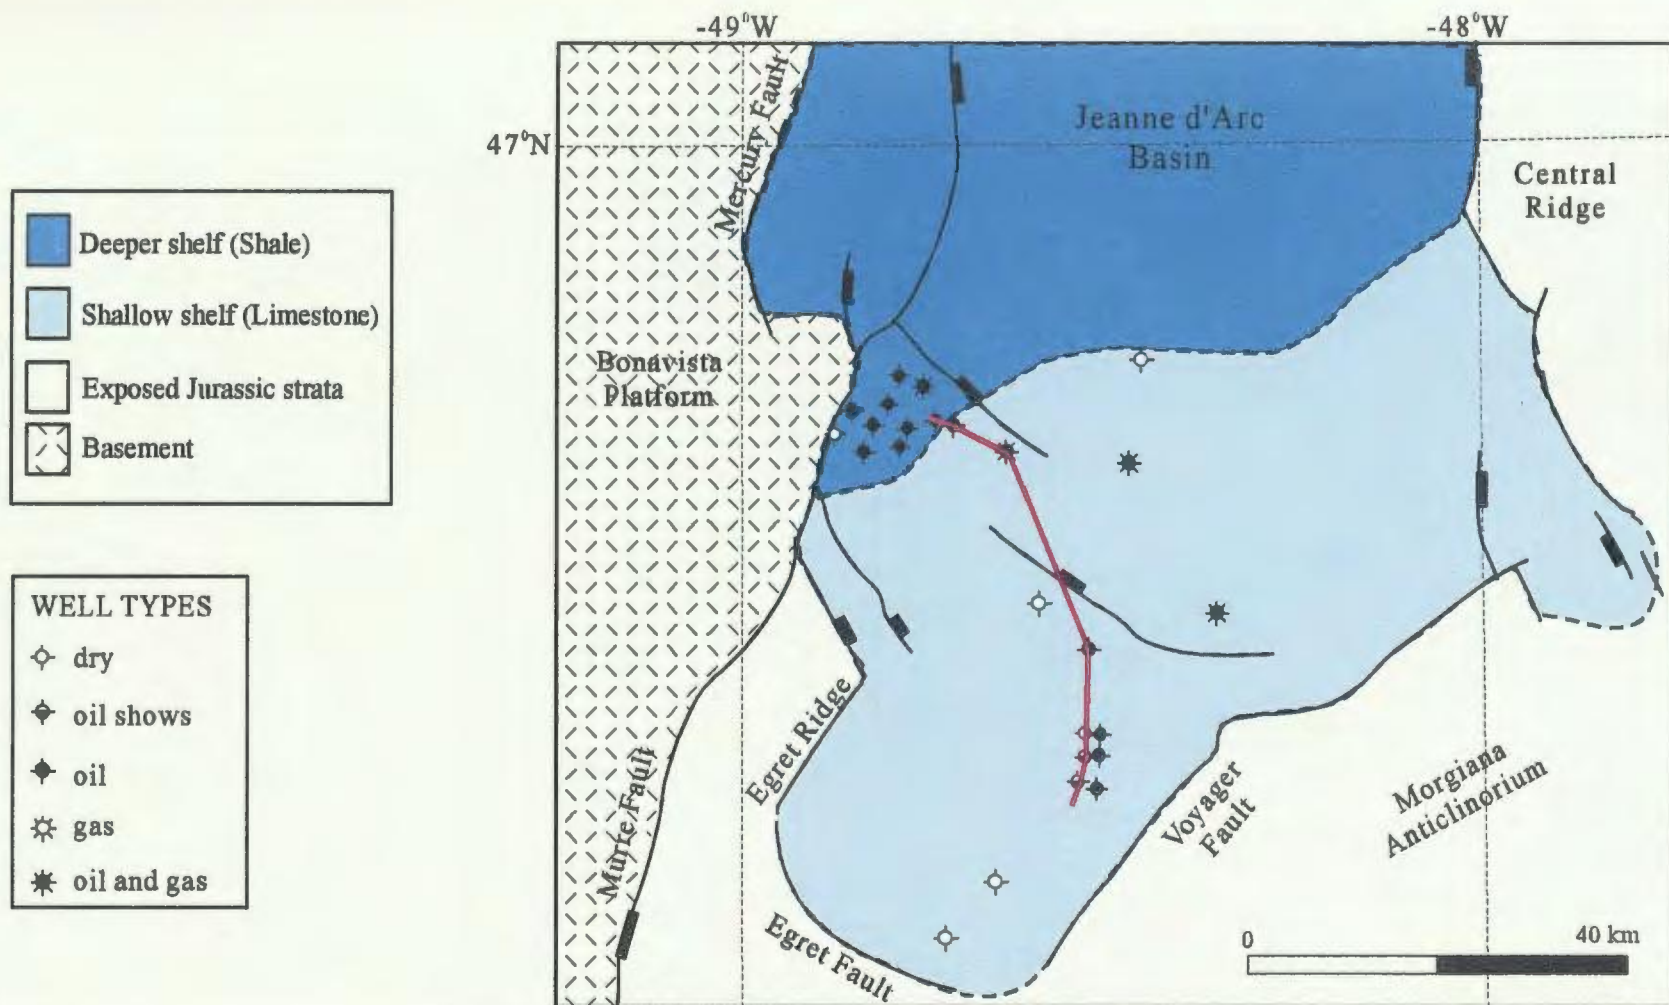 -49°W
-48°W
47°N
Mercury Fault
Jeanne d'Arc
Basin
Central
Ridge
Deeper shelf (Shale)
Shallow shelf (Limestone)
Exposed Jurassic strata
Basement
Bonavista
Platform
WELL TYPES
dry
oil shows
oil
gas
oil and gas
Egret Ridge
Murre Fault
Egret Fault
Voyager
Fault
Morgiana
Anticlinorium
0
40 km